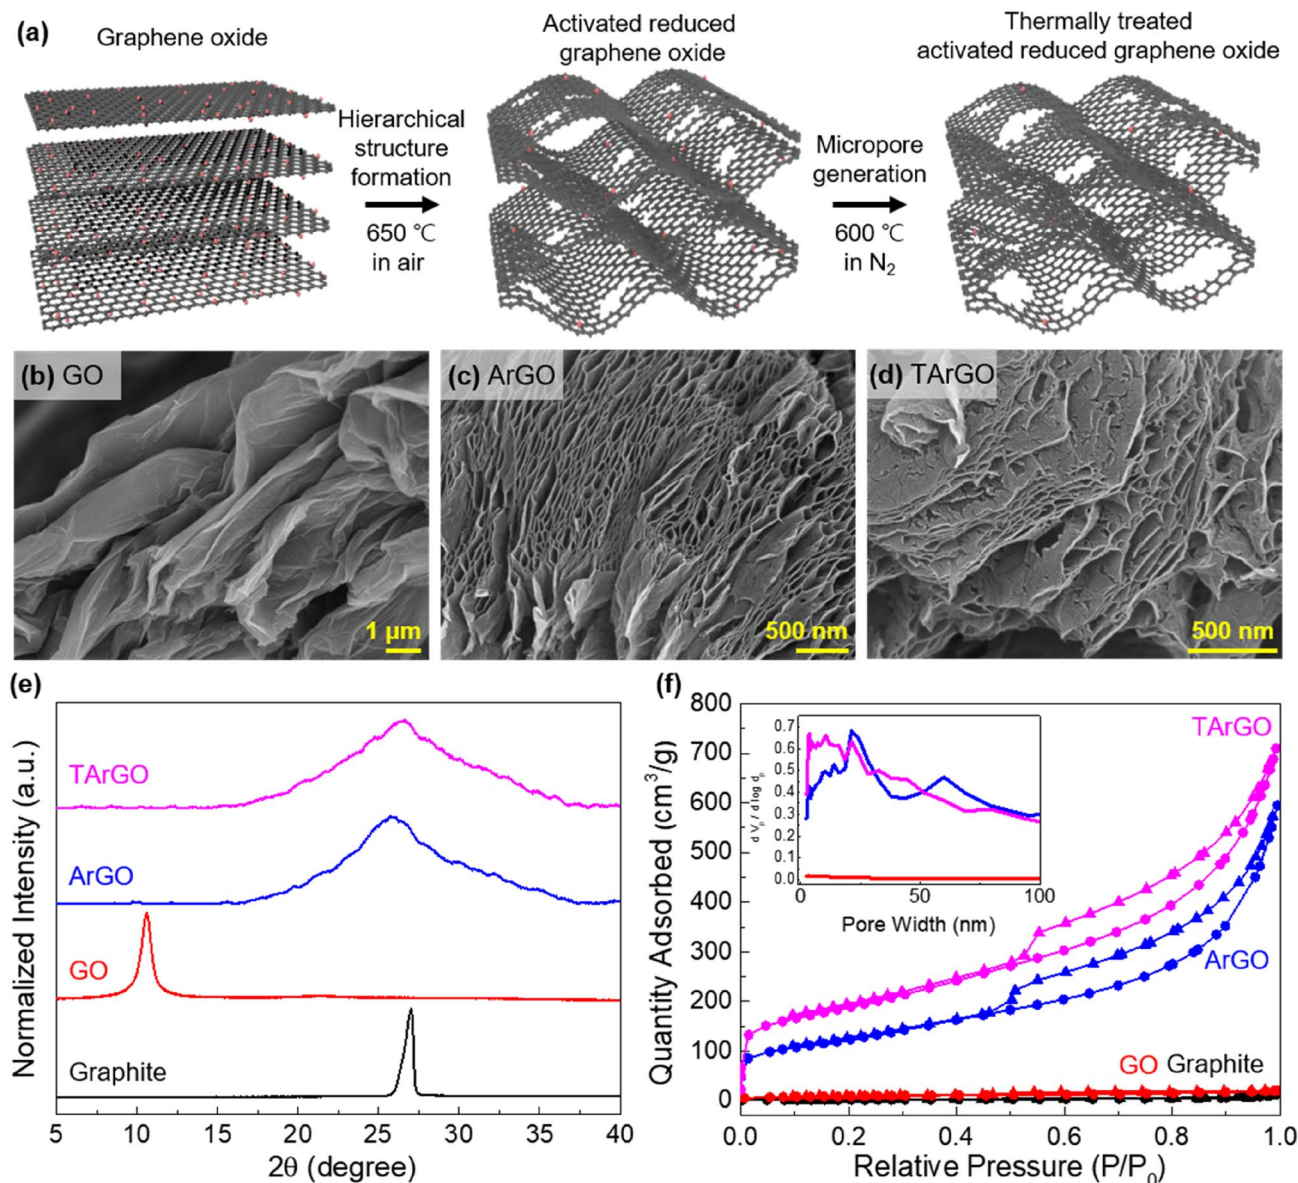 (a)
Graphene oxide
Activated reduced
graphene oxide
Thermally treated
activated reduced graphene oxide
Hierarchical
structure
formation
650 ℃
in air
Micropore
generation
600 ℃
in N2
(b) GO
1 μm
(c) ArGO
500 nm
(d) TArGO
500 nm
(e)
Normalized Intensity (a.u.)
TArGO
ArGO
GO
Graphite
5 10 15 20 25 30 35 40
2θ (degree)
(f)
Quantity Adsorbed (cm3/g)
800
700
600
500
400
300
200
100
0
TArGO
ArGO
GO Graphite
0.0 0.2 0.4 0.6 0.8 1.0
Relative Pressure (P/P0)
d Vp / d log dp
0.7
0.6
0.5
0.4
0.3
0.2
0.1
0.0
0 50 100
Pore Width (nm)